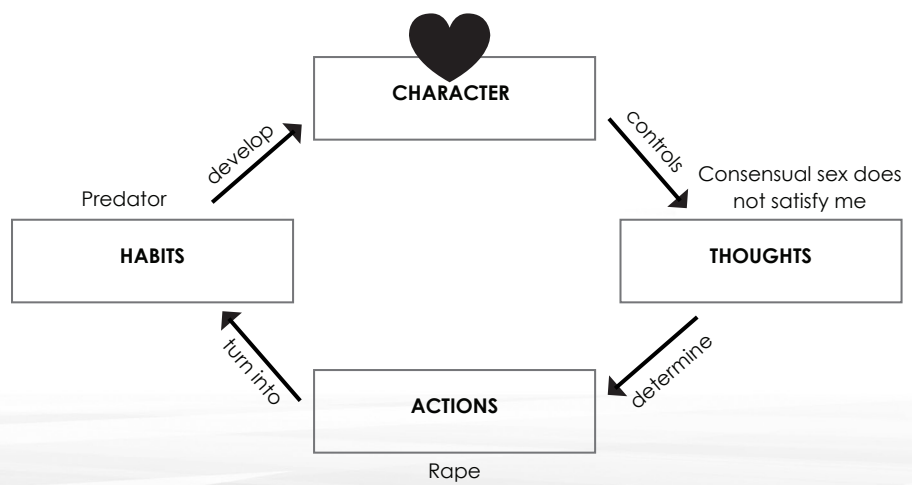 CHARACTER
controls
Consensual sex does
not satisfy me
THOUGHTS
determine
ACTIONS
Rape
turn into
Predator
HABITS
develop